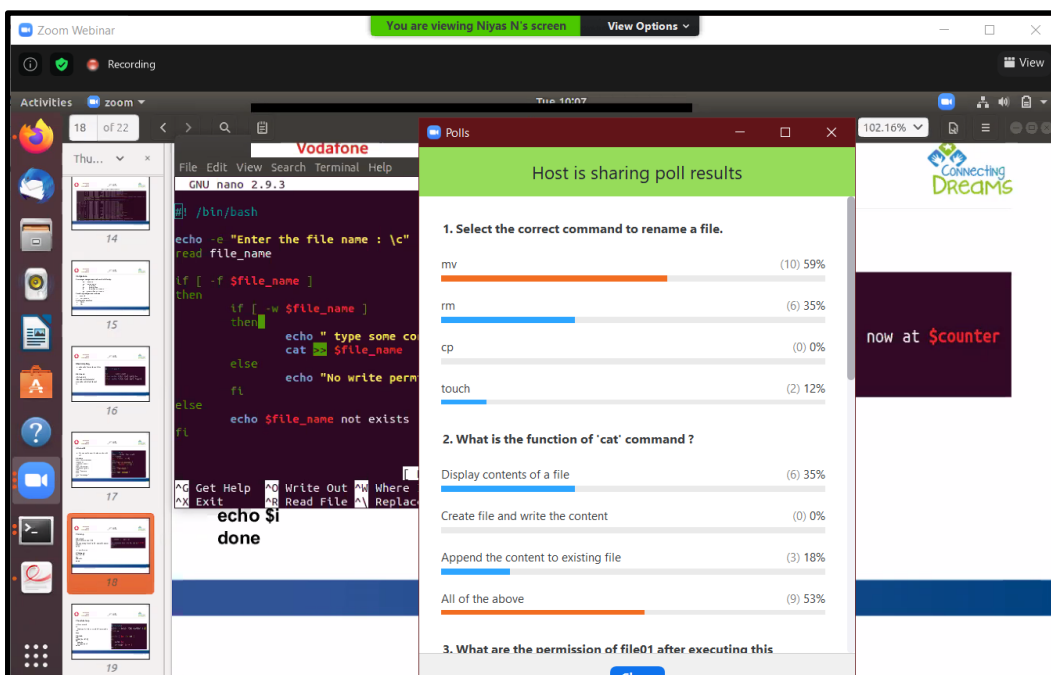 Zoom Webinar
You are viewing Niyas N's screen
View Options
Recording
View
Activities
zoom
Tue 10:07
18 of 22
102.16%
Polls
Thu...
Vodafone
Connecting
Dreams
File Edit View Search Terminal Help
GNU nano 2.9.3
#! /bin/bash
echo -e "Enter the file name : \c"
read file_name
if [ -f $file_name ]
then
if [ -w $file_name ]
then
echo " type some co
cat >> $file_name
else
echo "No write perm
fi
else
echo $file_name not exists
fi
^G Get Help ^O Write Out ^W Where
^X Exit ^R Read File ^\ Replac
echo $i
done
14
15
16
17
18
19
Host is sharing poll results
1. Select the correct command to rename a file.
mv (10) 59%
rm (6) 35%
cp (0) 0%
touch (2) 12%
2. What is the function of 'cat' command ?
Display contents of a file (6) 35%
Create file and write the content (0) 0%
Append the content to existing file (3) 18%
All of the above (9) 53%
3. What are the permission of file01 after executing this
now at $counter